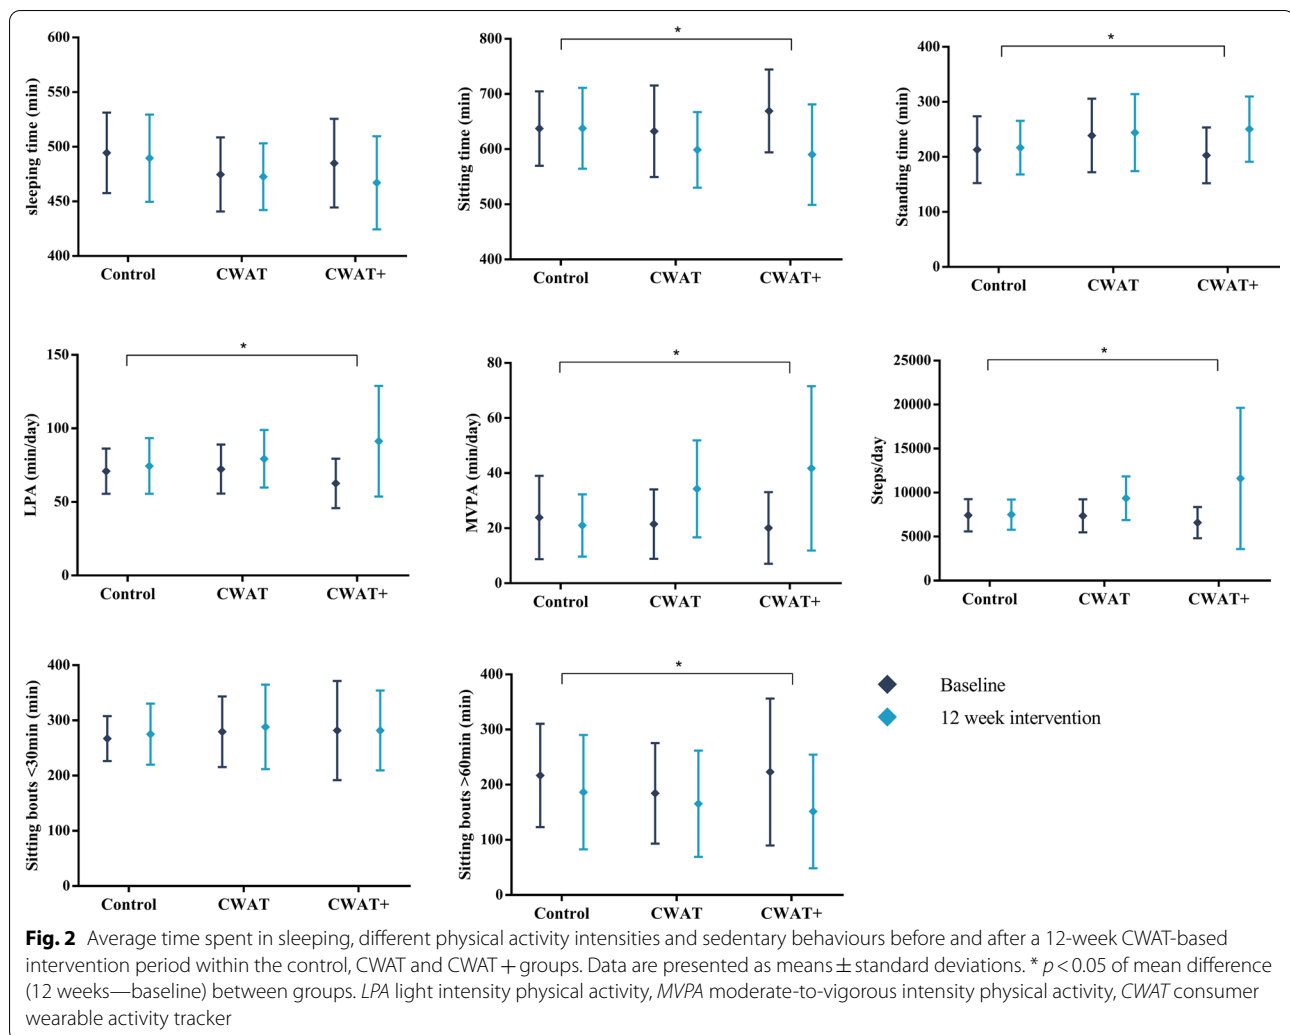 600
550
500
450
400
sleeping time (min)
Control CWAT CWAT+
*
800
700
600
500
400
Sitting time (min)
Control CWAT CWAT+
*
400
300
200
100
0
Standing time (min)
Control CWAT CWAT+
*
150
100
50
0
LPA (min/day)
Control CWAT CWAT+
*
80
60
40
20
0
MVPA (min/day)
Control CWAT CWAT+
*
25000
20000
15000
10000
5000
0
Steps/day
Control CWAT CWAT+
400
300
200
100
0
Sitting bouts <30min (min)
Control CWAT CWAT+
*
400
300
200
100
0
Sitting bouts >60min (min)
Control CWAT CWAT+
Baseline
12 week intervention
Fig. 2 Average time spent in sleeping, different physical activity intensities and sedentary behaviours before and after a 12-week CWAT-based
intervention period within the control, CWAT and CWAT + groups. Data are presented as means ± standard deviations. * p < 0.05 of mean difference
(12 weeks—baseline) between groups. LPA light intensity physical activity, MVPA moderate-to-vigorous intensity physical activity, CWAT consumer
wearable activity tracker